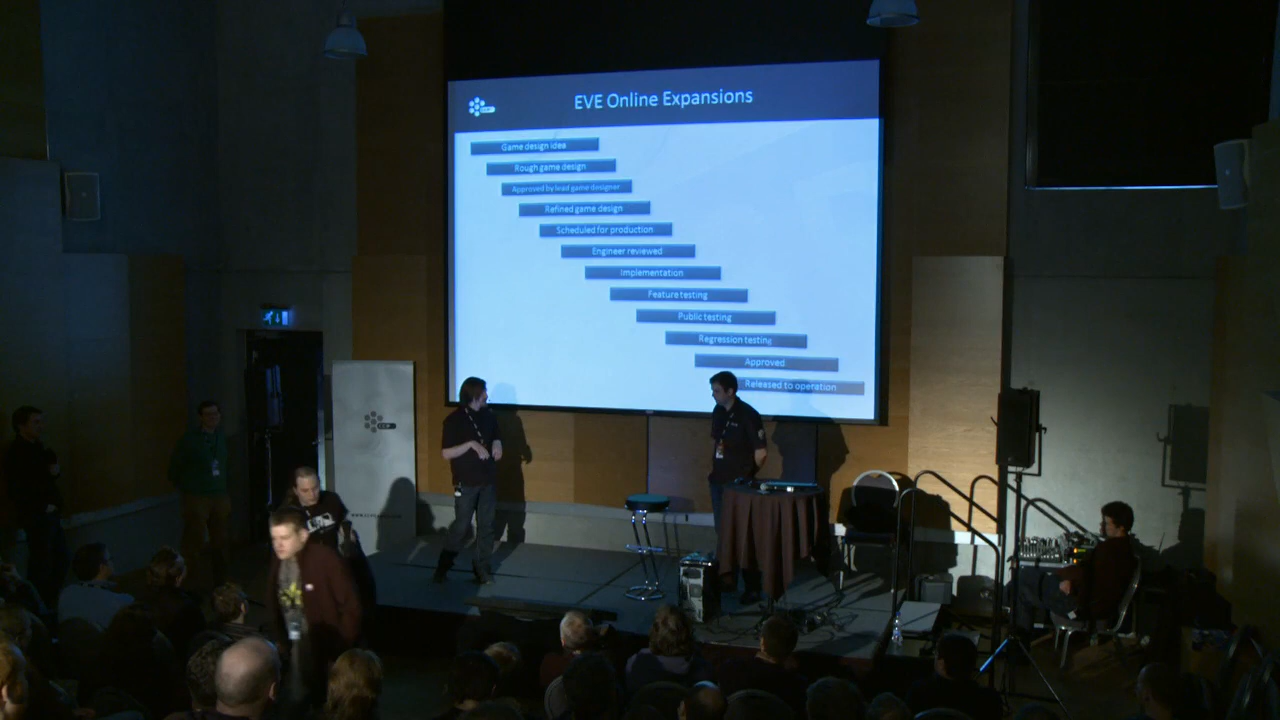 EVE Online Expansions
Game design idea
Rough game design
Approved by lead game designer
Refined game design
Scheduled for production
Engineer reviewed
Implementation
Feature testing
Public testing
Regression testing
Approved
Released to operation